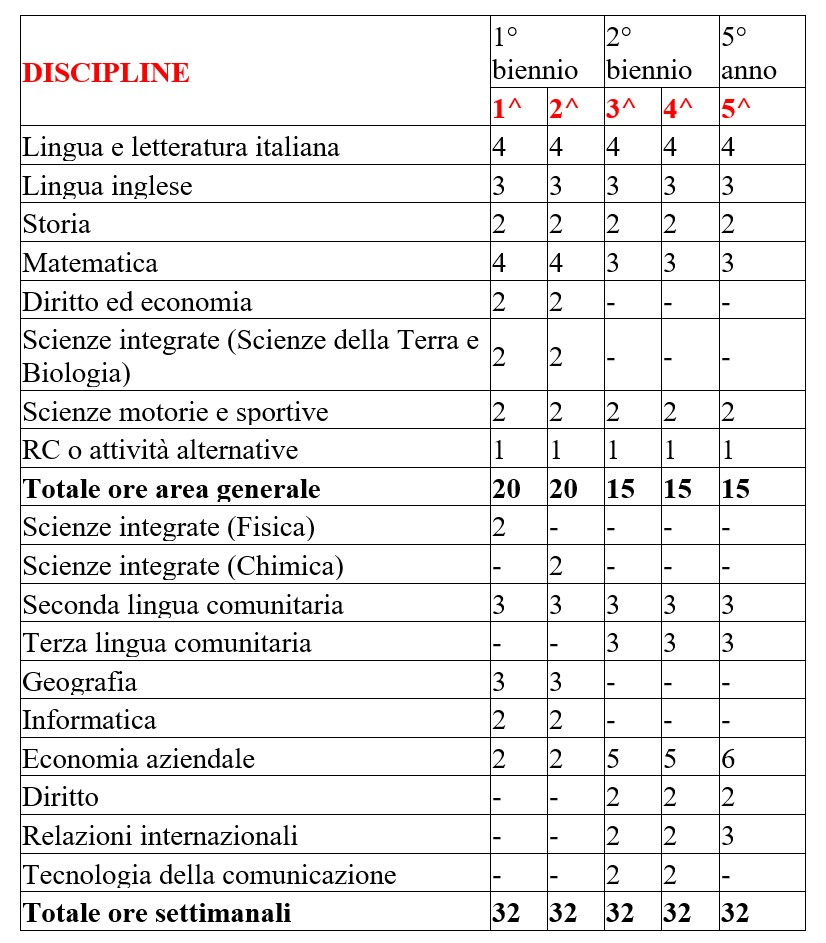 DISCIPLINE 1° biennio 2° biennio 5° anno
1^ 2^ 3^ 4^ 5^
Lingua e letteratura italiana 4 4 4 4 4
Lingua inglese 3 3 3 3 3
Storia 2 2 2 2 2
Matematica 4 4 3 3 3
Diritto ed economia 2 2 - - -
Scienze integrate (Scienze della Terra e
Biologia) 2 2 - - -
Scienze motorie e sportive 2 2 2 2 2
RC o attività alternative 1 1 1 1 1
Totale ore area generale 20 20 15 15 15
Scienze integrate (Fisica) 2 - - - -
Scienze integrate (Chimica) - 2 - - -
Seconda lingua comunitaria 3 3 3 3 3
Terza lingua comunitaria - - 3 3 3
Geografia 3 3 - - -
Informatica 2 2 - - -
Economia aziendale 2 2 5 5 6
Diritto - - 2 2 2
Relazioni internazionali - - 2 2 3
Tecnologia della comunicazione - - 2 2 -
Totale ore settimanali 32 32 32 32 32